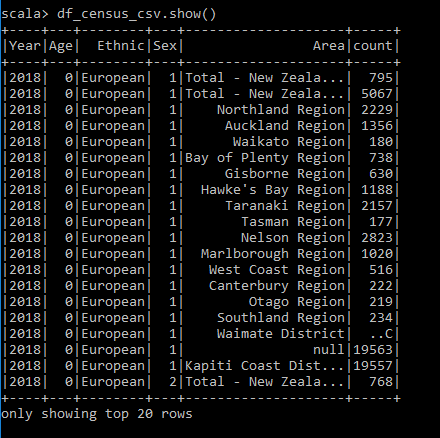 scala> df_census_csv.show()
+----+---+--------+---+--------------------+-----+
|Year|Age|  Ethnic|Sex|                Area|count|
+----+---+--------+---+--------------------+-----+
|2018|  0|European|  1|Total - New Zeala...|  795|
|2018|  0|European|  1|Total - New Zeala...| 5067|
|2018|  0|European|  1|    Northland Region| 2229|
|2018|  0|European|  1|     Auckland Region| 1356|
|2018|  0|European|  1|      Waikato Region|  180|
|2018|  0|European|  1|Bay of Plenty Region|  738|
|2018|  0|European|  1|     Gisborne Region|  630|
|2018|  0|European|  1|  Hawke's Bay Region| 1188|
|2018|  0|European|  1|     Taranaki Region| 2157|
|2018|  0|European|  1|       Tasman Region|  177|
|2018|  0|European|  1|       Nelson Region| 2823|
|2018|  0|European|  1|  Marlborough Region| 1020|
|2018|  0|European|  1|   West Coast Region|  516|
|2018|  0|European|  1|   Canterbury Region|  222|
|2018|  0|European|  1|        Otago Region|  219|
|2018|  0|European|  1|    Southland Region|  234|
|2018|  0|European|  1|    Waimate District|  ..C|
|2018|  0|European|  1|                null|19563|
|2018|  0|European|  1|Kapiti Coast Dist...|19557|
|2018|  0|European|  2|Total - New Zeala...|  768|
+----+---+--------+---+--------------------+-----+
only showing top 20 rows